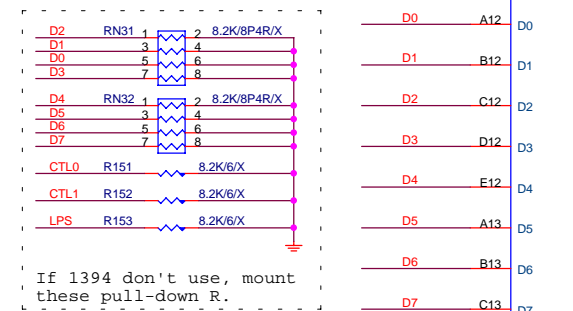 D2 RN31 1 2 8.2K/8P4R/X
D1 3 4
D0 5 6
D3 7 8
D4 RN32 1 2 8.2K/8P4R/X
D5 3 4
D6 5 6
D7 7 8
CTL0 R151 8.2K/6/X
CTL1 R152 8.2K/6/X
LPS R153 8.2K/6/X
If 1394 don't use, mount
these pull-down R.
D0 A12 D0
D1 B12 D1
D2 C12 D2
D3 D12 D3
D4 E12 D4
D5 A13 D5
D6 B13 D6
D7 C13 D7